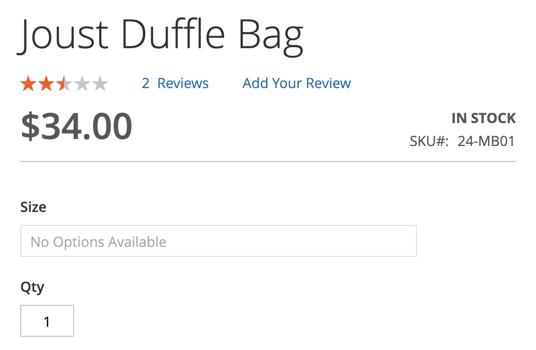 Joust Duffle Bag
2 Reviews Add Your Review
$34.00
IN STOCK
SKU#: 24-MB01
Size
No Options Available
Qty
1